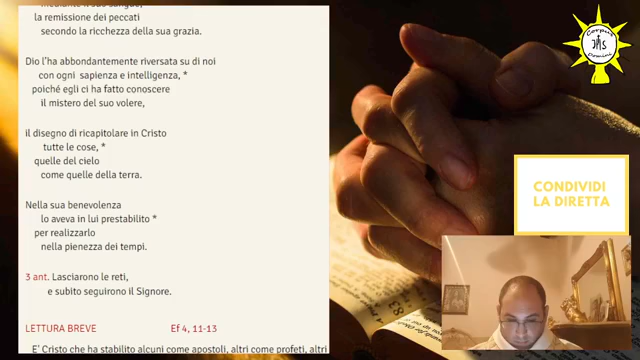 mediante il suo sangue,
la remissione dei peccati
secondo la ricchezza della sua grazia.
Dio l'ha abbondantemente riversata su di noi
con ogni sapienza e intelligenza, *
poiché egli ci ha fatto conoscere
il mistero del suo volere,
il disegno di ricapitolare in Cristo
tutte le cose, *
quelle del cielo
come quelle della terra.
Nella sua benevolenza
lo aveva in lui prestabilito *
per realizzarlo
nella pienezza dei tempi.
3 ant. Lasciarono le reti,
e subito seguirono il Signore.
LETTURA BREVE Ef 4, 11-13
E' Cristo che ha stabilito alcuni come apostoli, altri come profeti, altri
Corpus
JHS
Domini
CONDIVIDI
LA DIRETTA
83